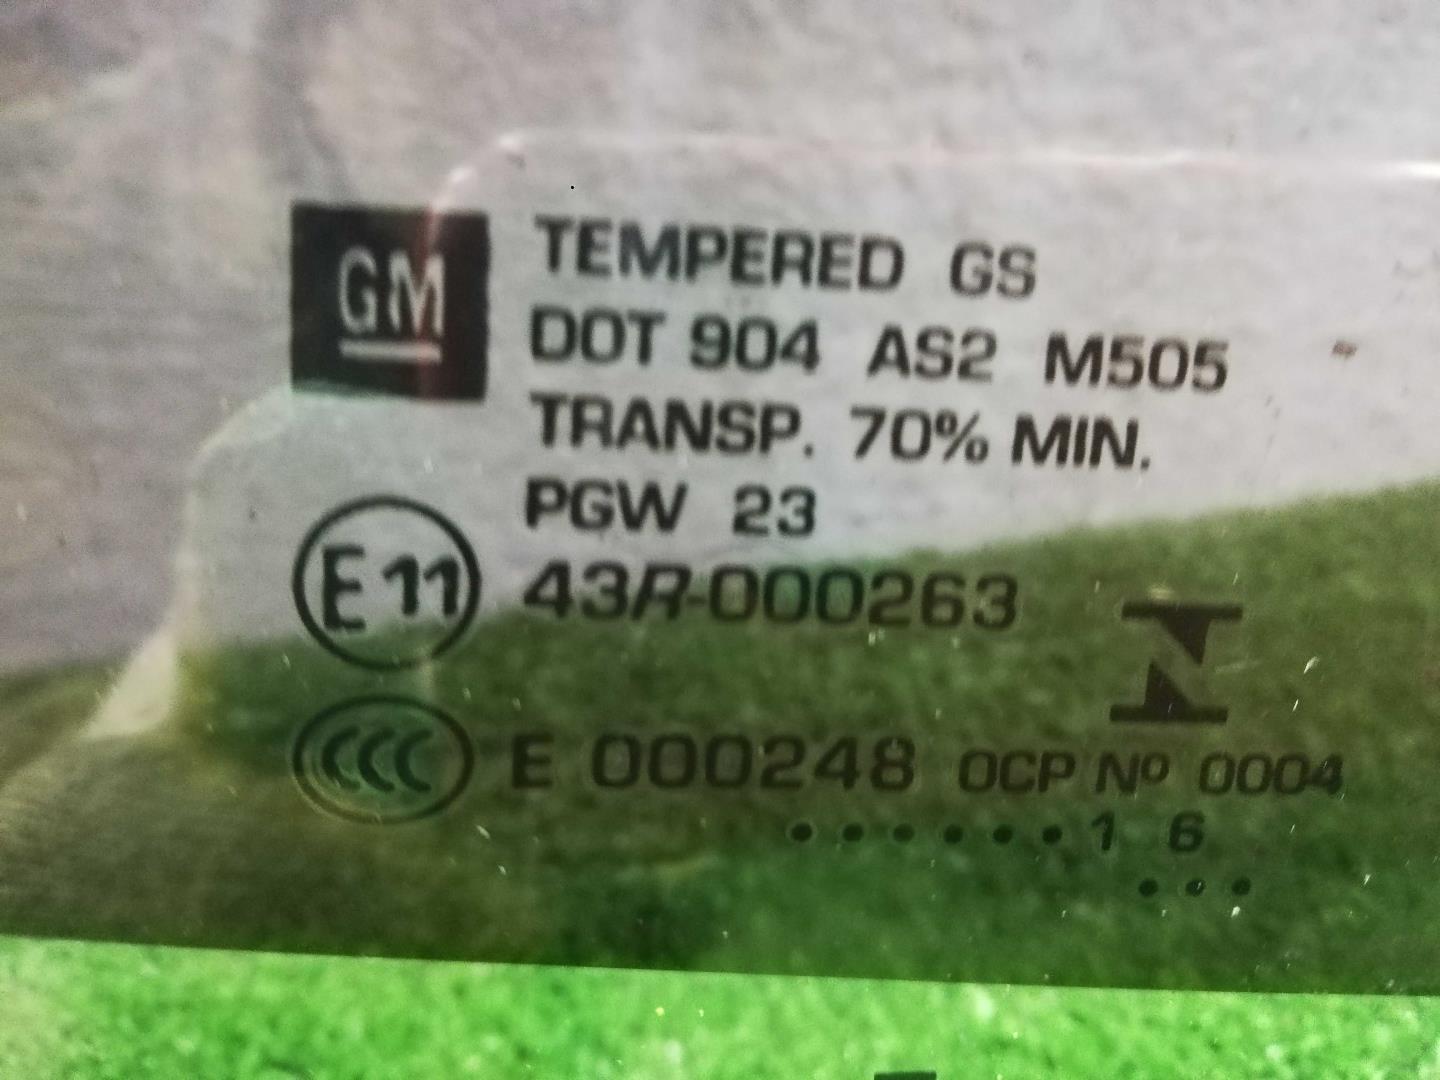 GM
TEMPERED GS
DOT 904 AS2 M505
TRANSP. 70% MIN.
PGW 23
E11 43R-000263
CCC E 000248 OCP Nº 0004
••••••1 6
•••